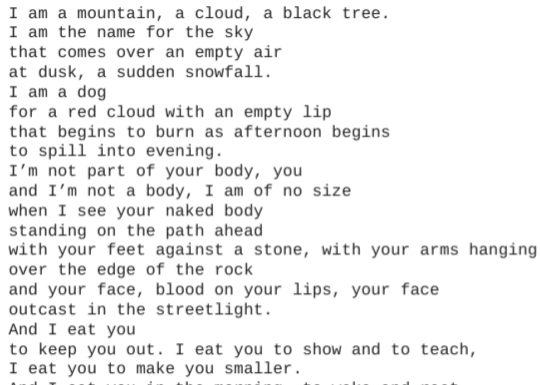 I am a mountain, a cloud, a black tree.
I am the name for the sky
that comes over an empty air
at dusk, a sudden snowfall.
I am a dog
for a red cloud with an empty lip
that begins to burn as afternoon begins
to spill into evening.
I’m not part of your body, you
and I’m not a body, I am of no size
when I see your naked body
standing on the path ahead
with your feet against a stone, with your arms hanging
over the edge of the rock
and your face, blood on your lips, your face
outcast in the streetlight.
And I eat you
to keep you out. I eat you to show and to teach,
I eat you to make you smaller.